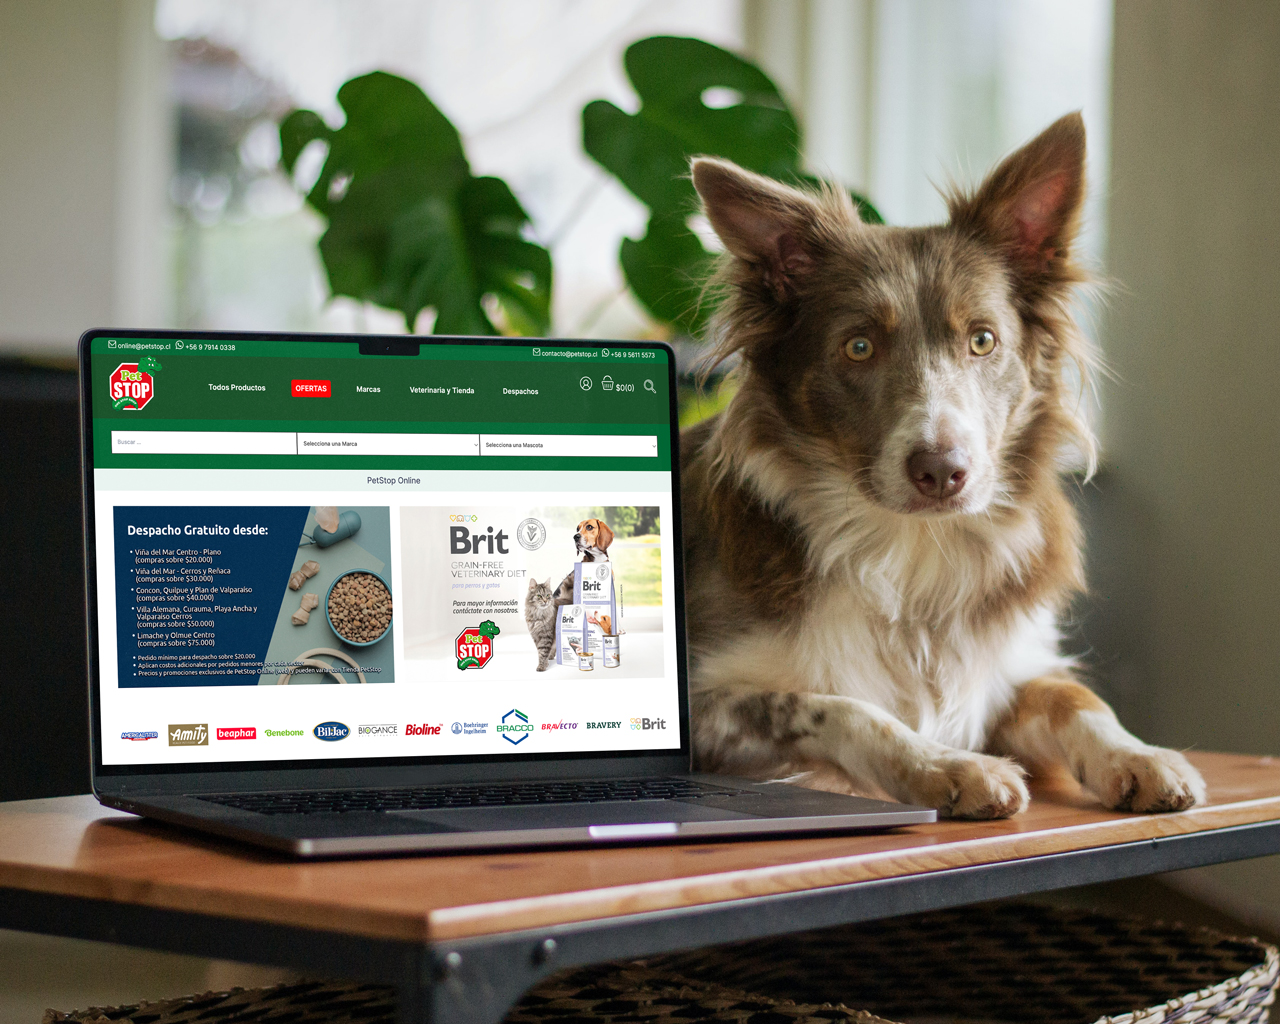 online@petstop.cl +56 9 7914 0338
contacto@petstop.cl +56 9 5611 5573
Pet
STOP
Todos Productos
OFERTAS
Marcas
Veterinaria y Tienda
Despachos
$0(0)
Buscar ...
Selecciona una Marca
Selecciona una Mascota
PetStop Online
Despacho Gratuito desde:
• Viña del Mar Centro - Plano
(compras sobre $20.000)
• Viña del Mar - Cerros y Reñaca
(compras sobre $30.000)
• Concon, Quilpue y Plan de Valparaíso
(compras sobre $40.000)
• Villa Alemana, Curauma, Playa Ancha y
Valparaíso Cerros
(compras sobre $50.000)
• Limache y Olmue Centro
(compras sobre $75.000)
• Pedido mínimo para despacho sobre $20.000
• Aplican costos adicionales por pedidos menores por cada sector
• Precios y promociones exclusivos de PetStop Online (web) y pueden variar con Tienda PetStop
Brit
GRAIN-FREE
VETERINARY DIET
para perros y gatos
Para mayor información
contáctate con nosotros.
Pet
STOP
Brit
Brit
AMERICAN LITTER
Amity
beaphar
Benebone
Bil-Jac
BIOGANCE
Bioline
Boehringer
Ingelheim
BRACCO
BRAVECTO
BRAVERY
Brit